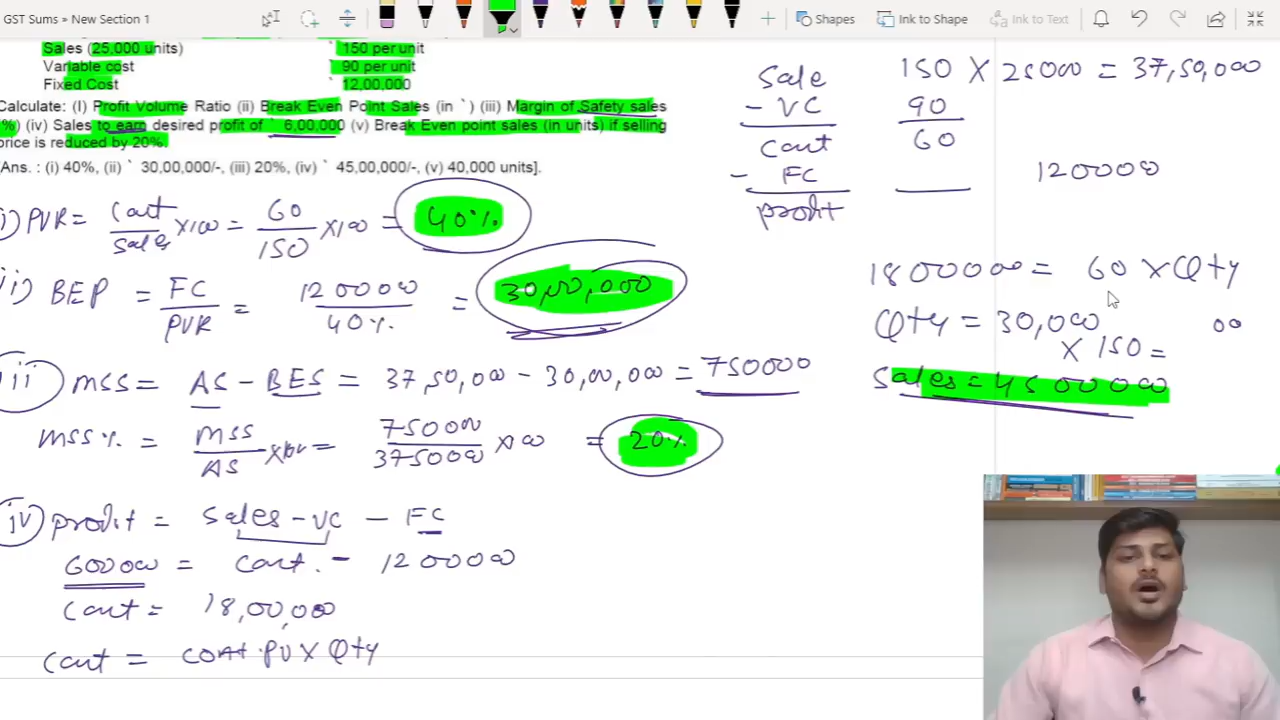 GST Sums » New Section 1
Shapes
Ink to Shape
Ink to Text
Sales (25,000 units) ` 150 per unit
Variable cost ` 90 per unit
Fixed Cost ` 12,00,000
Calculate: (I) Profit Volume Ratio (ii) Break Even Point Sales (in `) (iii) Margin of Safety sales
%) (iv) Sales to earn desired profit of ` 6,00,000 (v) Break Even point sales (in units) if selling
price is reduced by 20%.
[Ans. : (i) 40%, (ii) ` 30,00,000/-, (iii) 20%, (iv) ` 45,00,000/-, (v) 40,000 units].
Sale 150 X 25000 = 37,50,000
- VC 90
cont 60
- FC 1200000
profit
i) PVR = cont/sales X100 = 60/150 X100 = 40%
ii) BEP = FC/PVR = 1200000/40% = 30,00,000
iii) MSS = AS - BES = 37,50,000 - 30,00,000 = 750000
MSS% = MSS/AS X100 = 750000/3750000 X100 = 20%
iv) profit = Sales - VC - FC
600000 = cont. - 1200000
cont = 18,00,000
cont = cont PU X Qty
1800000 = 60 X Qty
Qty = 30,000 00
X 150 =
Sales = 4500000